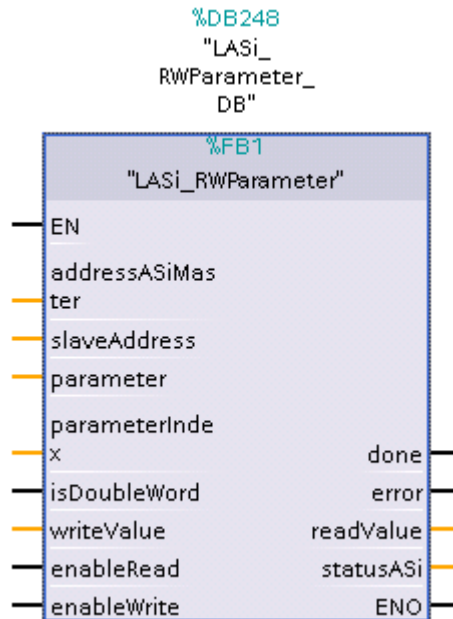 %DB248
"LASi_
RWParameter_
DB"
%FB1
"LASi_RWParameter"
EN
addressASiMas
ter
slaveAddress
parameter
parameterInde
x done
isDoubleWord error
writeValue readValue
enableRead statusASi
enableWrite ENO